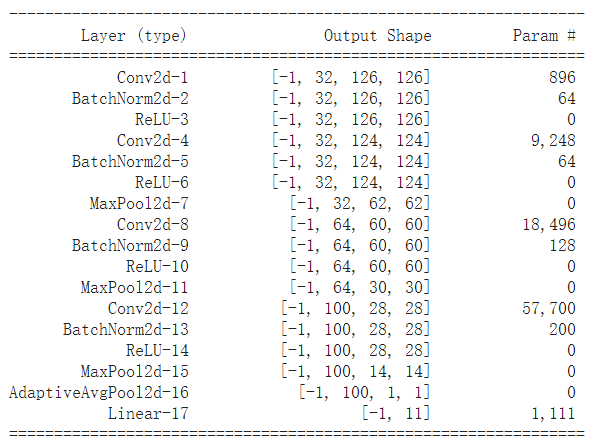 ----------------------------------------------------------------
Layer (type) Output Shape Param #
================================================================
Conv2d-1 [-1, 32, 126, 126] 896
BatchNorm2d-2 [-1, 32, 126, 126] 64
ReLU-3 [-1, 32, 126, 126] 0
Conv2d-4 [-1, 32, 124, 124] 9,248
BatchNorm2d-5 [-1, 32, 124, 124] 64
ReLU-6 [-1, 32, 124, 124] 0
MaxPool2d-7 [-1, 32, 62, 62] 0
Conv2d-8 [-1, 64, 60, 60] 18,496
BatchNorm2d-9 [-1, 64, 60, 60] 128
ReLU-10 [-1, 64, 60, 60] 0
MaxPool2d-11 [-1, 64, 30, 30] 0
Conv2d-12 [-1, 100, 28, 28] 57,700
BatchNorm2d-13 [-1, 100, 28, 28] 200
ReLU-14 [-1, 100, 28, 28] 0
MaxPool2d-15 [-1, 100, 14, 14] 0
AdaptiveAvgPool2d-16 [-1, 100, 1, 1] 0
Linear-17 [-1, 11] 1,111
================================================================